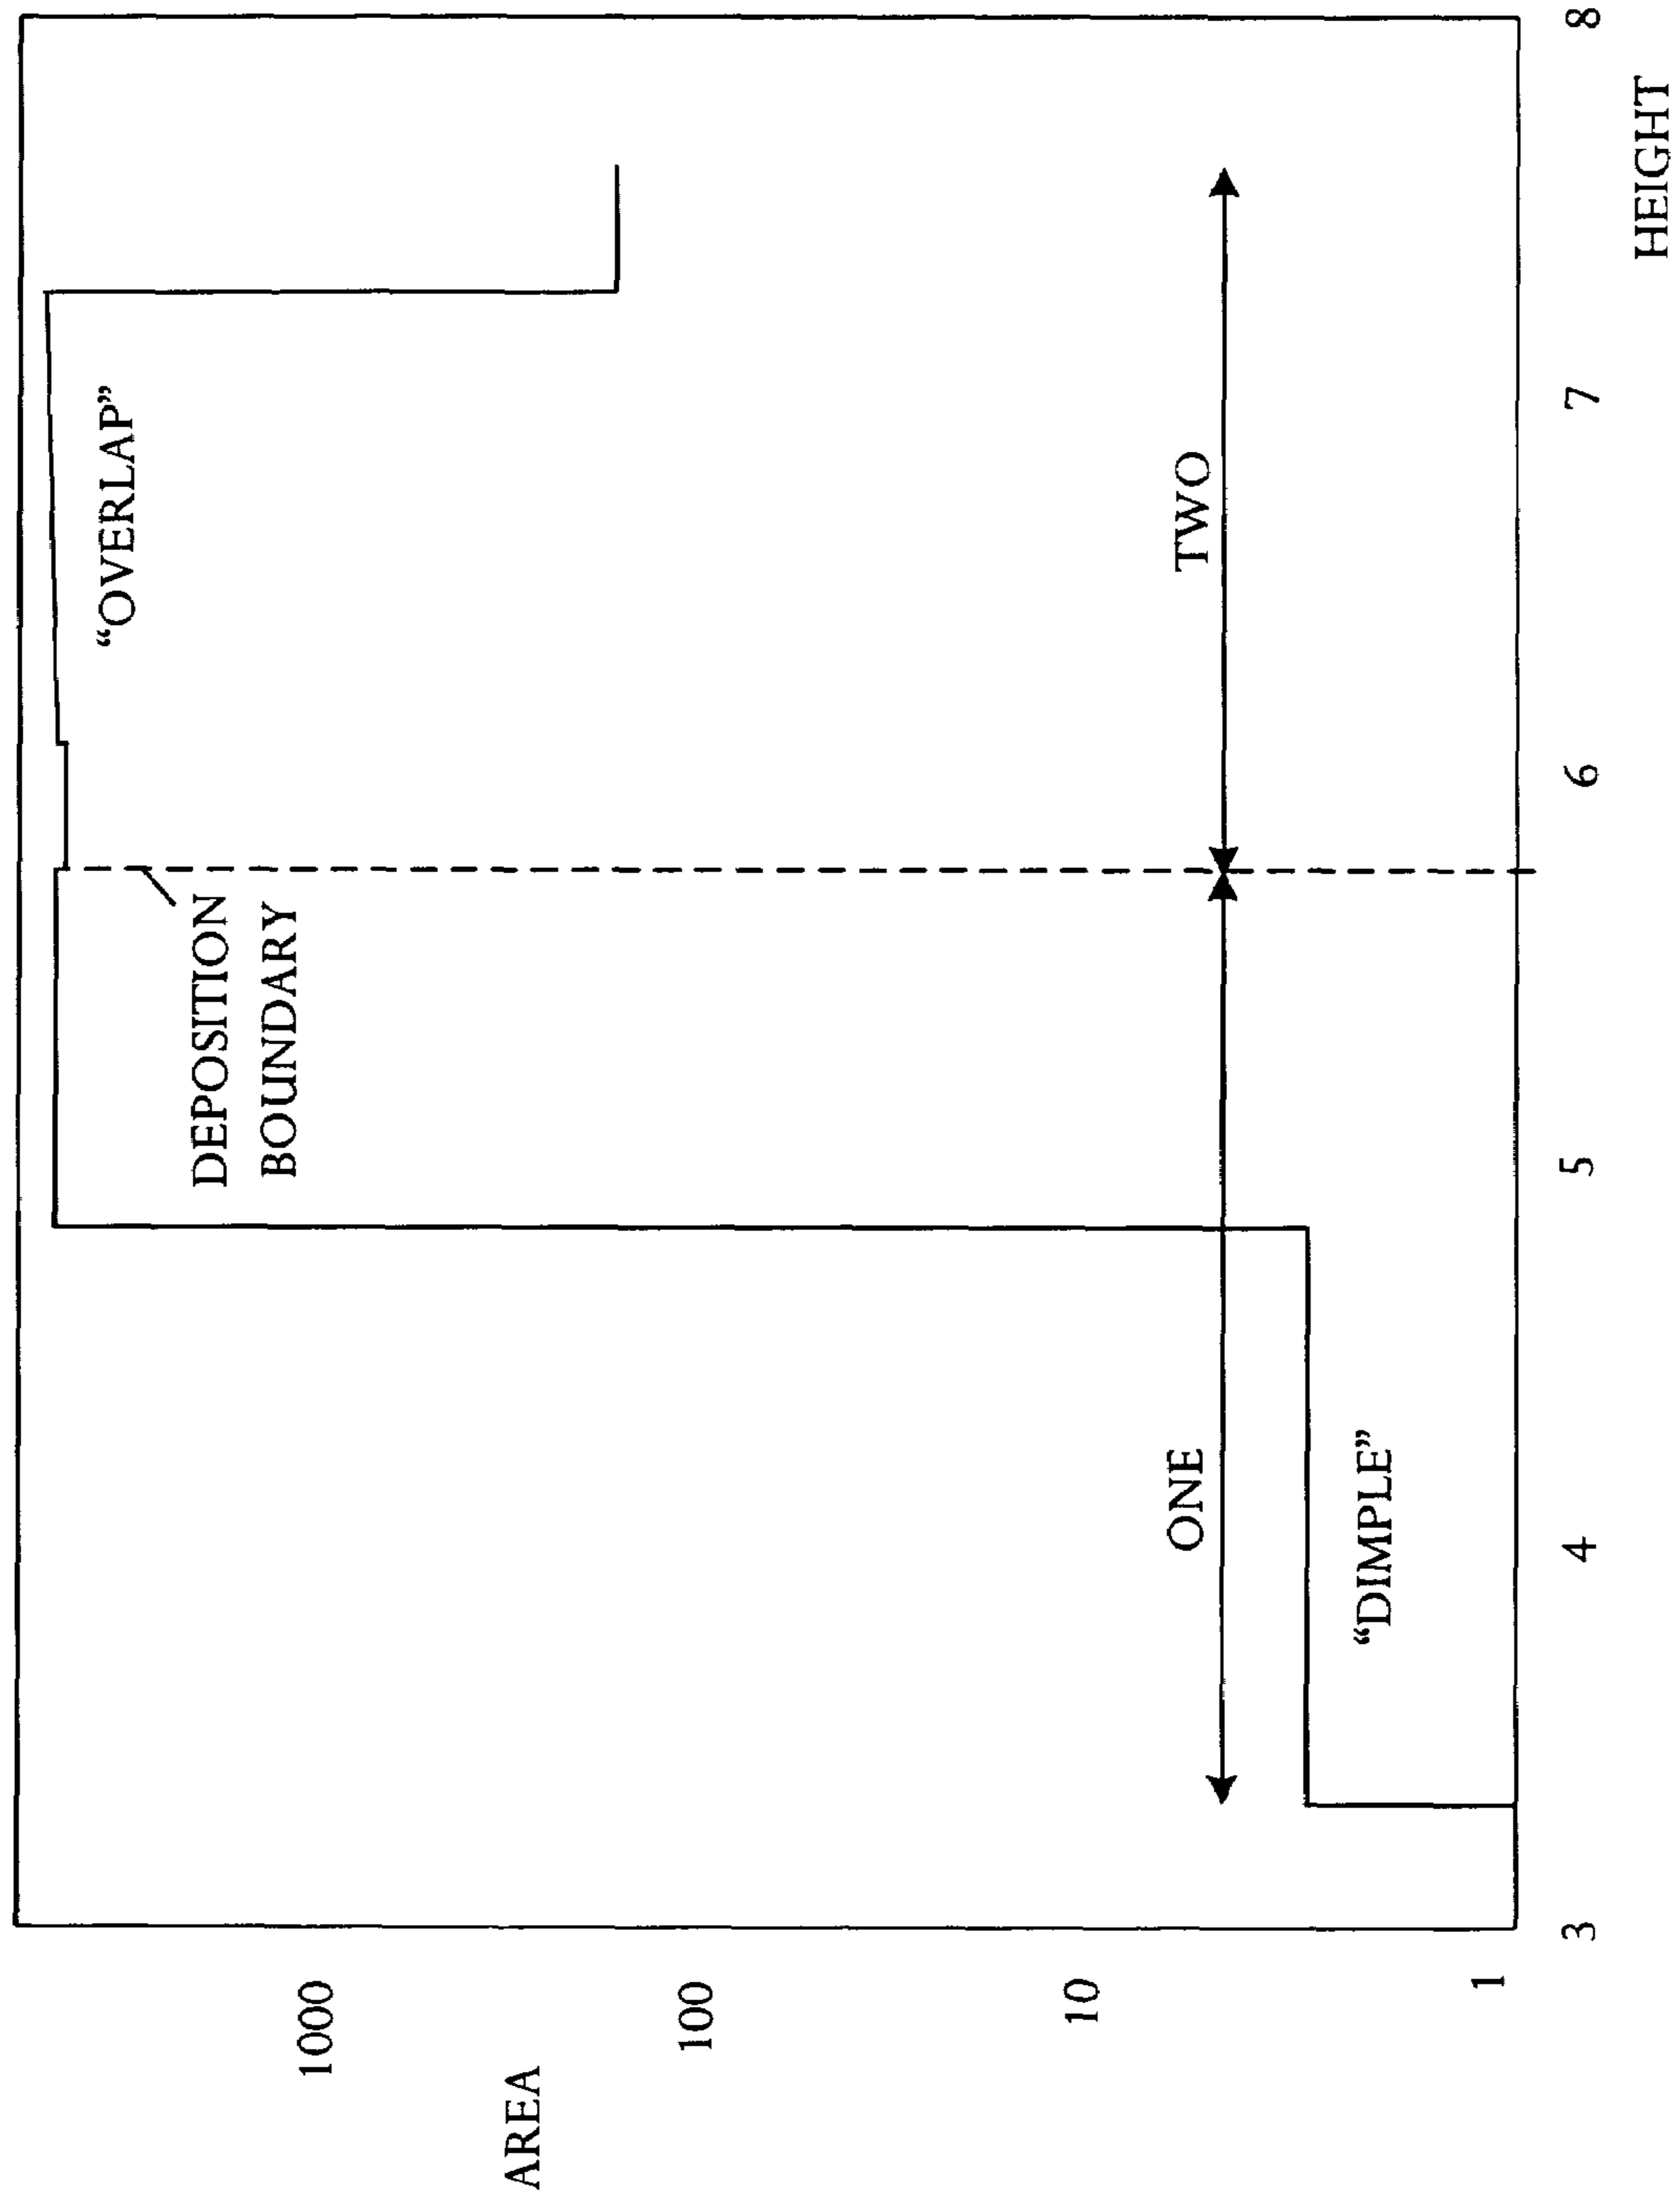 1000
100
10
1
AREA
3
4
5
6
7
8
HEIGHT
DEPOSITION
BOUNDARY
“OVERLAP”
ONE
TWO
“DIMPLE”